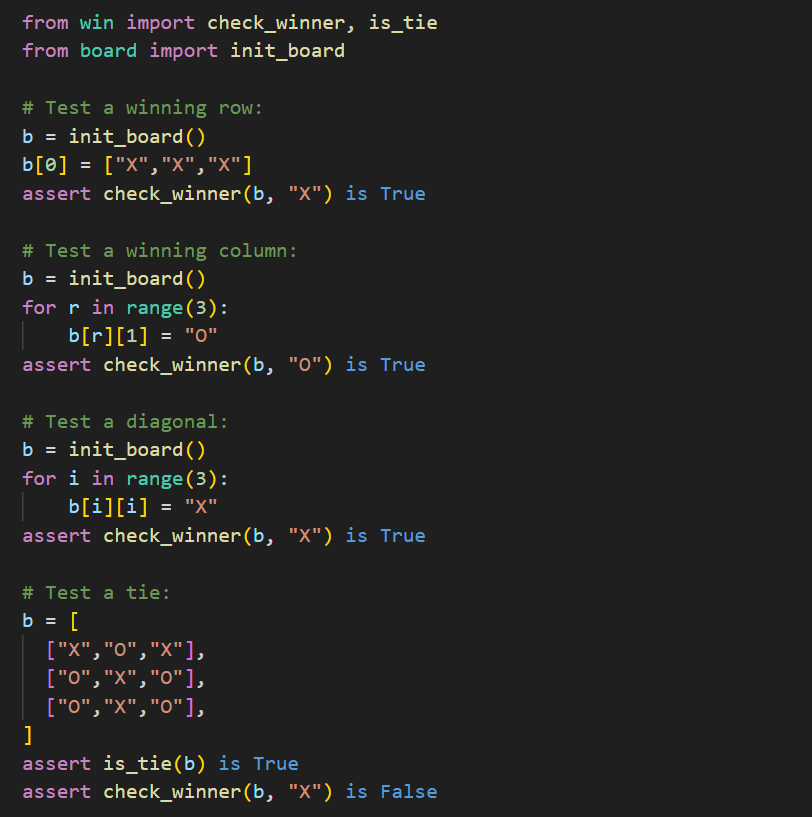 from win import check_winner, is_tie
from board import init_board

# Test a winning row:
b = init_board()
b[0] = ["X","X","X"]
assert check_winner(b, "X") is True

# Test a winning column:
b = init_board()
for r in range(3):
    b[r][1] = "O"
assert check_winner(b, "O") is True

# Test a diagonal:
b = init_board()
for i in range(3):
    b[i][i] = "X"
assert check_winner(b, "X") is True

# Test a tie:
b = [
  ["X","O","X"],
  ["O","X","O"],
  ["O","X","O"],
]
assert is_tie(b) is True
assert check_winner(b, "X") is False